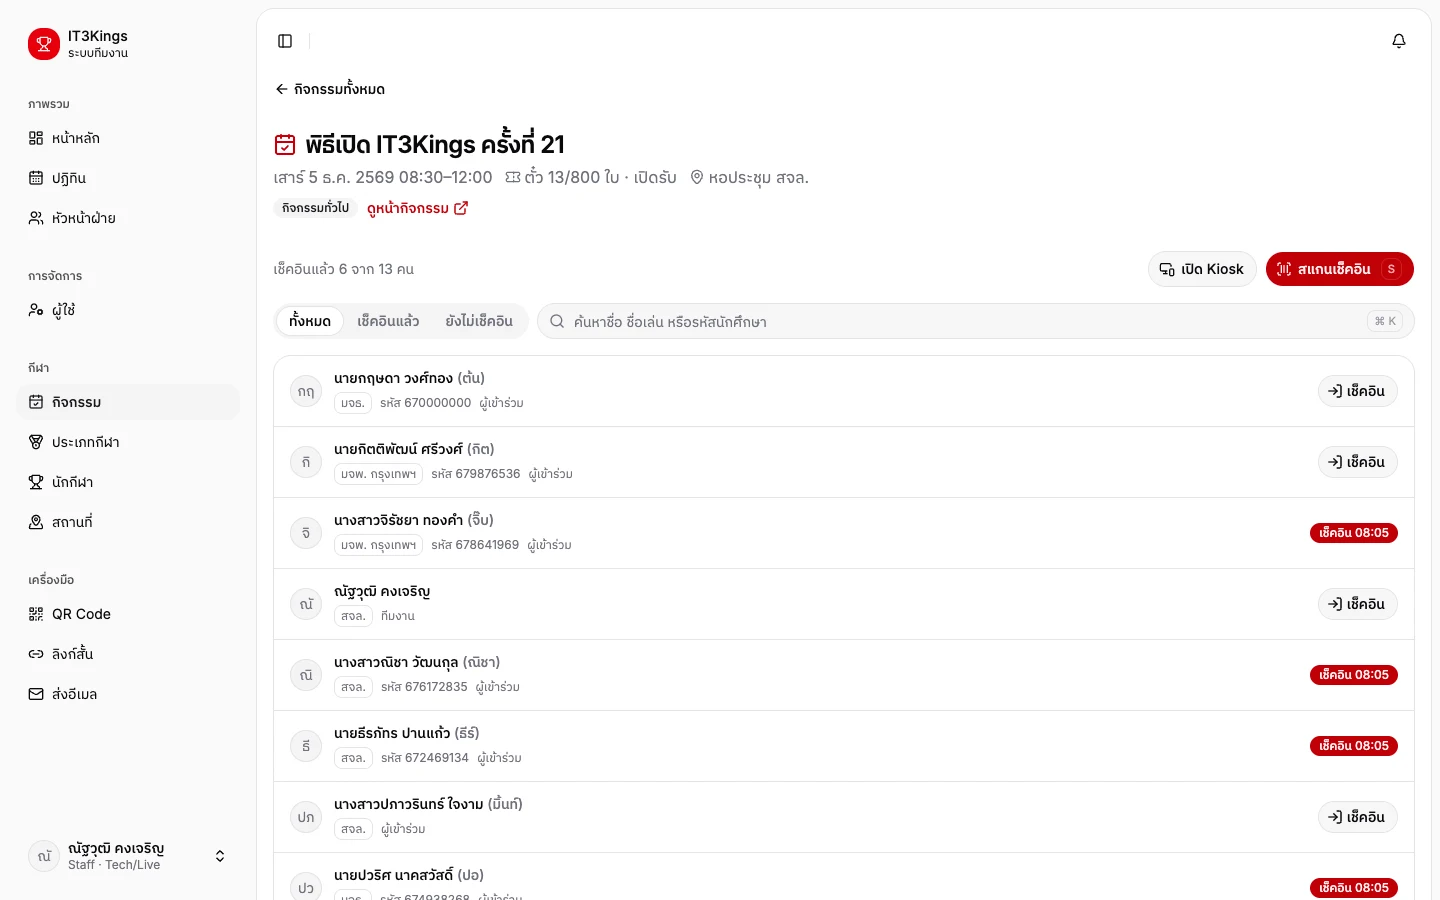 IT3Kings
ระบบทีมงาน
ภาพรวม
หน้าหลัก
ปฏิทิน
หัวหน้าฝ่าย
การจัดการ
ผู้ใช้
กีฬา
กิจกรรม
ประเภทกีฬา
นักกีฬา
สถานที่
เครื่องมือ
QR Code
ลิงก์สั้น
ส่งอีเมล
ณั
ณัฐวุฒิ คงเจริญ
Staff · Tech/Live
กิจกรรมทั้งหมด
พิธีเปิด IT3Kings ครั้งที่ 21
เสาร์ 5 ธ.ค. 2569 08:30–12:00 ตั๋ว 13/800 ใบ · เปิดรับ หอประชุม สจล.
กิจกรรมทั่วไป ดูหน้ากิจกรรม
เช็คอินแล้ว 6 จาก 13 คน
เปิด Kiosk สแกนเช็คอิน S
ทั้งหมด เช็คอินแล้ว ยังไม่เช็คอิน ค้นหาชื่อ ชื่อเล่น หรือรหัสนักศึกษา ⌘ K
กฤ นายกฤษดา วงศ์ทอง (ต้น)
มจธ. รหัส 670000000 ผู้เข้าร่วม
เช็คอิน
กิ นายกิตติพัฒน์ ศรีวงศ์ (กิต)
มจพ. กรุงเทพฯ รหัส 679876536 ผู้เข้าร่วม
เช็คอิน
จิ นางสาวจิรัชยา ทองคำ (จิ๊บ)
มจพ. กรุงเทพฯ รหัส 678641969 ผู้เข้าร่วม
เช็คอิน 08:05
ณั ณัฐวุฒิ คงเจริญ
สจล. ทีมงาน
เช็คอิน
ณิ นางสาวณิชา วัฒนกุล (ณิชา)
สจล. รหัส 676172835 ผู้เข้าร่วม
เช็คอิน 08:05
ธี นายธีรภัทร ปานแก้ว (ธีร์)
สจล. รหัส 672469134 ผู้เข้าร่วม
เช็คอิน 08:05
ปภ นางสาวปภาวรินทร์ ใจงาม (มิ้นท์)
สจล. ผู้เข้าร่วม
เช็คอิน
ปว นายปวริศ นาคสวัสดิ์ (ปอ)
รหัส 674938268 ผู้เข้าร่วม
เช็คอิน 08:05